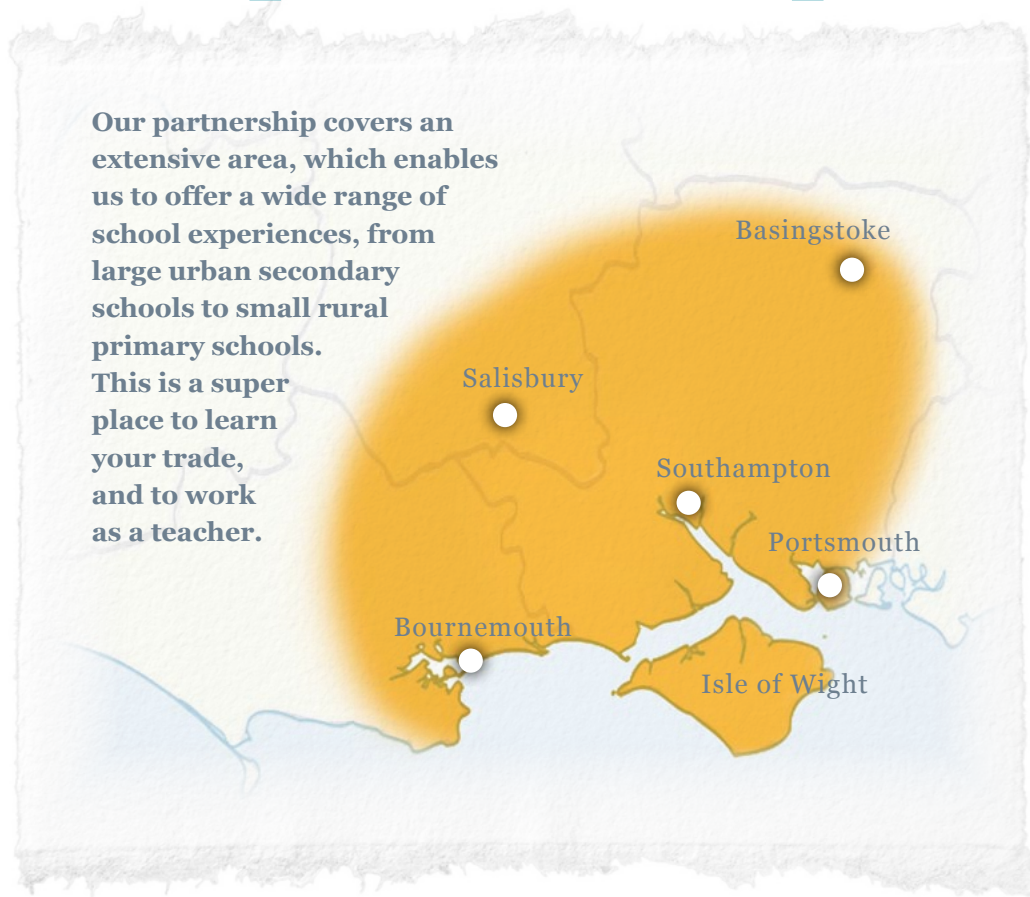 Our partnership covers an
extensive area, which enables
us to offer a wide range of
school experiences, from
large urban secondary
schools to small rural
primary schools.
This is a super
place to learn
your trade,
and to work
as a teacher.
Basingstoke
Salisbury
Southampton
Portsmouth
Bournemouth
Isle of Wight